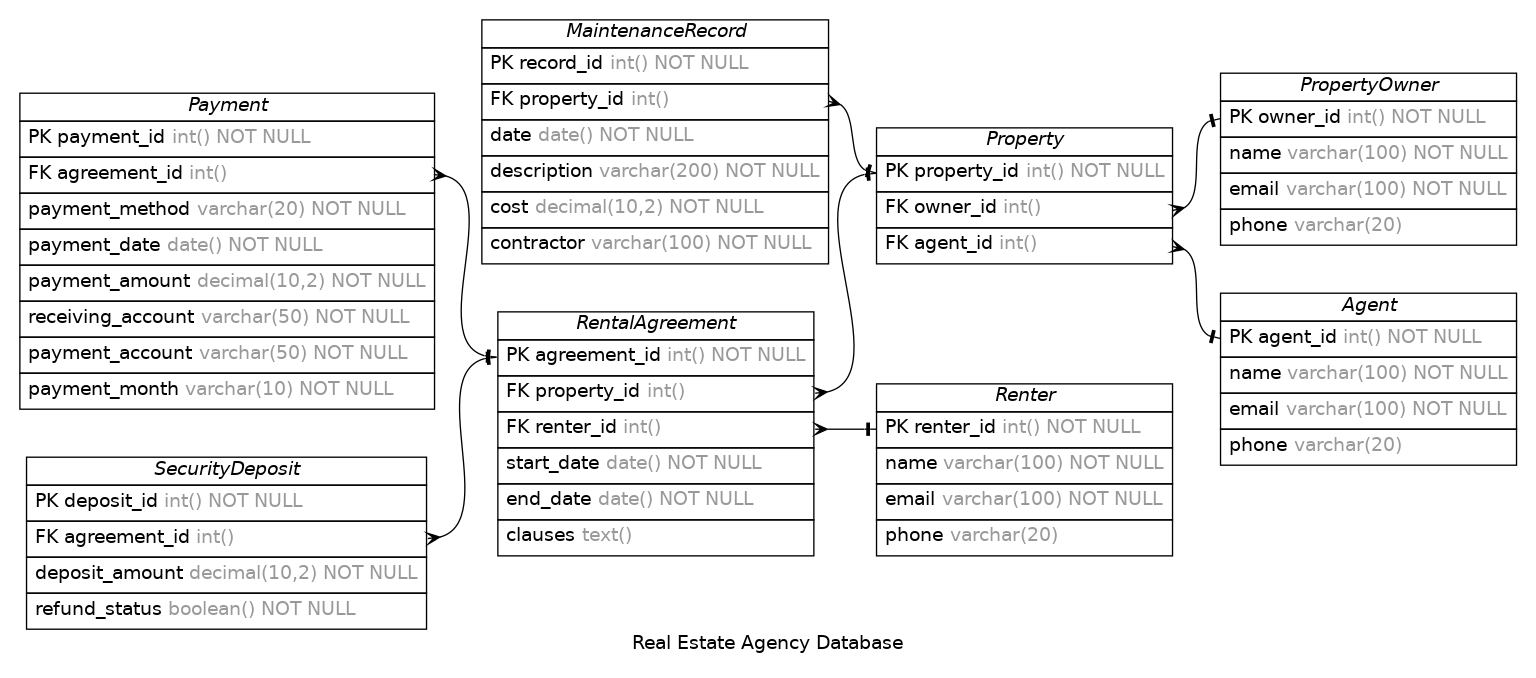 Payment
PK payment_id int() NOT NULL
FK agreement_id int()
payment_method varchar(20) NOT NULL
payment_date date() NOT NULL
payment_amount decimal(10,2) NOT NULL
receiving_account varchar(50) NOT NULL
payment_account varchar(50) NOT NULL
payment_month varchar(10) NOT NULL
SecurityDeposit
PK deposit_id int() NOT NULL
FK agreement_id int()
deposit_amount decimal(10,2) NOT NULL
refund_status boolean() NOT NULL
MaintenanceRecord
PK record_id int() NOT NULL
FK property_id int()
date date() NOT NULL
description varchar(200) NOT NULL
cost decimal(10,2) NOT NULL
contractor varchar(100) NOT NULL
RentalAgreement
PK agreement_id int() NOT NULL
FK property_id int()
FK renter_id int()
start_date date() NOT NULL
end_date date() NOT NULL
clauses text()
Property
PK property_id int() NOT NULL
FK owner_id int()
FK agent_id int()
Renter
PK renter_id int() NOT NULL
name varchar(100) NOT NULL
email varchar(100) NOT NULL
phone varchar(20)
PropertyOwner
PK owner_id int() NOT NULL
name varchar(100) NOT NULL
email varchar(100) NOT NULL
phone varchar(20)
Agent
PK agent_id int() NOT NULL
name varchar(100) NOT NULL
email varchar(100) NOT NULL
phone varchar(20)
Real Estate Agency Database